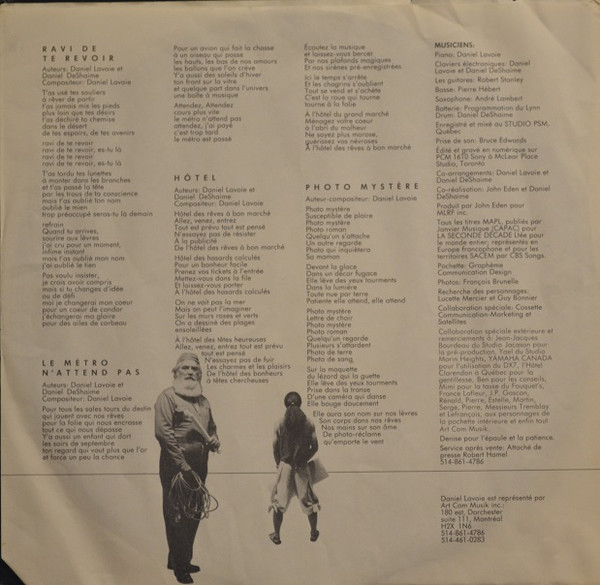 RAVI DE
TE REVOIR
Auteurs: Daniel Lavoie et
Daniel DeShaime
Compositeur: Daniel Lavoie
T'as usé tes souliers
à rêver de partir
T'as jamais mis les pieds
plus loin que tes désirs
T'as déchiré ta chemise
dans le désert
de tes espoirs, de tes avenirs
ravi de te revoir
ravi de te revoir, es-tu là
ravi de te revoir
ravi de te revoir, es-tu là
T'as tordu tes lunettes
à monter dans les branches
et t'as passé la tête
par les trous de ta conscience
mais t'as oublié ton nom
oublié le mien
trop préoccupé seras-tu là demain
refrain
Quand tu arrives,
sourire aux lèvres
j'ai cru pour un moment,
infime instant
mais t'as oublié mon nom
j'ai oublié le tien
Pas voulu insister,
je crois avoir compris
mais si tu changes d'idée
ou de défi
moi je changerai mon coeur
pour un coeur de condor
j'échangerai ma gloire
pour des ailes de corbeau
LE MÉTRO
N'ATTEND PAS
Auteurs: Daniel Lavoie et
Daniel DeShaime
Compositeur: Daniel Lavoie
Pour tous les sales tours du destin
qui jouent avec nos rêves
pour la folie qui nous encrasse
tout ce qui nous dépasse
Y'a aussi un enfant qui dort
les soirs de septembre
ton regard qui vaut plus que l'or
et force un peu la chance
Pour un avion qui fait la chasse
à un oiseau qui passe
les hauts, les bas de nos amours
les ballons que l'on crève
Y'a aussi des soleils d'hiver
ton front sur la vitre
et quelque part dans l'univers
une balle à musique
Attendez, Attendez
cours plus vite
le métro n'attend pas
attendez, j'ai payé
c'est trop tard
le métro est passé
HÔTEL
Auteurs: Daniel Lavoie et
Daniel DeShaime
Compositeur: Daniel Lavoie
Hôtel des rêves à bon marché
Allez, venez, entrez
Tout est prévu tout est pensé
N'essayez pas de résister
À la publicité
De l'hôtel des rêves à bon marché
Hôtel des hasards calculés
Pour un bonheur facile
Prenez vos tickets à l'entrée
Mettez-vous dans la file
Et laissez-vous porter
À l'hôtel des hasards calculés
On ne voit pas la mer
Mais on peut l'imaginer
Sur les murs roses et verts
On a dessiné des plages
ensoleillées
À l'hôtel des têtes heureuses
Allez, venez, entrez tout est prévu
tout est pensé
N'essayez pas de fuir
Les charmes et les plaisirs
De l'hôtel des bonheurs
à têtes chercheuses
Écoutez la musique
et laissez-vous bercer
Par nos plafonds magiques
Et nos sirènes pré-enregistrées
Ici le temps s'arrête
Et les chagrins s'oublient
Tout se vend et s'achète
C'est la roue qui tourne
tourne à la folie
À l'hôtel du grand marché
Ménagez votre coeur
à l'abri du malheur
Ne soyez plus morose,
guérissez vos névroses
À l'hôtel des rêves à bon marché
PHOTO MYSTÈRE
Auteur-compositeur: Daniel Lavoie
Photo mystère
Susceptible de plaire
Photo mystère
Photo roman
Quelqu'un s'attache
Un autre regarde
Photo qui inquiétera
Sa maman
Devant la glace
Dans un décor fugace
Elle lève des yeux tourments
Dans la lumière
Toute nue par terre
Patiente elle attend, elle attend
Photo mystère
Lettre de chair
Photo mystère
Photo roman
Quelqu'un regarde
Plusieurs s'attardent
Photo de terre
Photo de sang,
Sur la maquette
du lézard qui la guette
Elle lève des yeux tourments
Prise dans la transe
D'une caméra qui danse
Elle bouge doucement
Elle aura son nom sur nos lèvres
Son corps dans nos rêves
Nos mains sur son âme
De photo-réclame
qu'emporte le vent
MUSICIENS:
Piano: Daniel Lavoie
Claviers électroniques: Daniel
Lavoie et Daniel DeShaime
Les guitares: Robert Stanley
Basse: Pierre Hébert
Saxophone: André Lambert
Batterie: Programmation du Lynn
Drum: Daniel DeShaime
Enregistré et mixé au STUDIO PSM,
Québec
Prise de son: Bruce Edwards
Édité et gravé en numérique sur
PCM 1610 Sony à McLear Place
Studio, Toronto
Co-arrangements: Daniel Lavoie et
Daniel DeShaime
Co-réalisation: John Eden et Daniel
DeShaime
Produit par John Eden pour
MLRF inc.
Tous les titres MAPL, publiés par
Janvier Musique (CAPAC) pour
LA SECONDE DÉCADE Ltée pour
le monde entier; représentés en
Europe francophone et pour les
territoires SACEM par CBS Songs.
Pochette: Graphème
Communication Design
Photos: François Brunelle
Recherche des personnages:
Lucette Mercier et Guy Bonnier
Collaboration spéciale: Cossette
Communication-Marketing et
Satellites
Collaboration spéciale extérieure et
remerciements à: Jean-Jacques
Bourdeau du Studio Jacason pour
la pré-production, Yael du Studio
Morin Heights, YAMAHA CANADA
pour l'utilisation du DX7, l'Hôtel
Clarendon à Québec pour la
gentillesse, Ben pour les conseils,
Mimi pour la tasse du Fouquet's,
France Lafleur, J.P. Goscon,
Renald, Pierre, Estelle, Martin,
Serge, Pierre, Messieurs Tremblay
et Lefrançois, aux personnages de
la pochette intérieure et enfin tout
Art Com Musik.
Denise pour l'épaule et la patience.
Service après vente: Attaché de
presse Robert Hamel
514-861-4786
Daniel Lavoie est représenté par
Art Com Musik inc.:
180 est, Dorchester
suite 111, Montréal
H2X 1N6
514-861-4786
514-461-0283